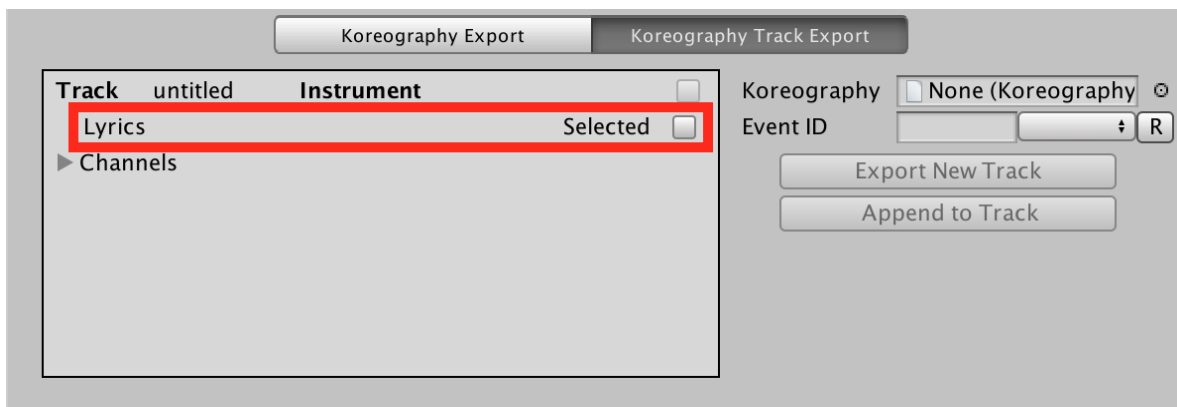 Koreography Export Koreography Track Export
Track untitled Instrument
Lyrics Selected
Channels
Koreography None (Koreography
Event ID R
Export New Track
Append to Track